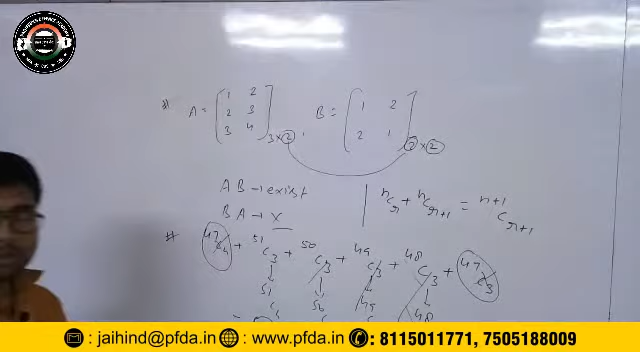 A = [1 2
2 3
3 4] 3×2, B = [1 2
2 1] 2×2
AB → exist
BA → X
ⁿCᵣ + ⁿCᵣ₊₁ = ⁿ⁺¹Cᵣ₊₁
# ⁴⁷C₄ + ⁵¹C₃ + ⁵⁰C₃ + ⁴⁹C₃ + ⁴⁸C₃ + ⁴⁷C₃
: jaihind@pfda.in : www.pfda.in : 8115011771, 7505188009